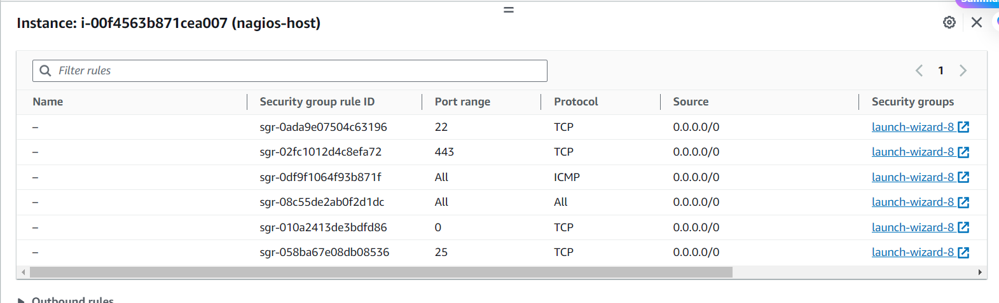 Summa
Instance: i-00f4563b871cea007 (nagios-host)
Filter rules
1
Name Security group rule ID Port range Protocol Source Security groups
– sgr-0ada9e07504c63196 22 TCP 0.0.0.0/0 launch-wizard-8
– sgr-02fc1012d4c8efa72 443 TCP 0.0.0.0/0 launch-wizard-8
– sgr-0df9f1064f93b871f All ICMP 0.0.0.0/0 launch-wizard-8
– sgr-08c55de2ab0f2d1dc All All 0.0.0.0/0 launch-wizard-8
– sgr-010a2413de3bdfd86 0 TCP 0.0.0.0/0 launch-wizard-8
– sgr-058ba67e08db08536 25 TCP 0.0.0.0/0 launch-wizard-8
Outbound rules